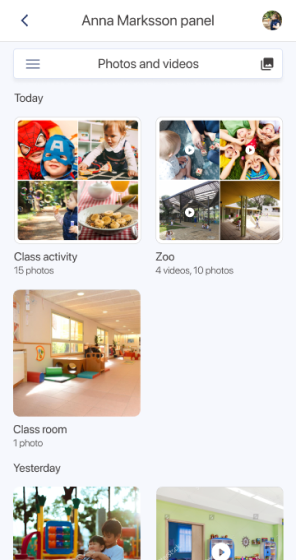 Anna Marksson panel
Photos and videos
Today
Class activity
15 photos
Zoo
4 videos, 10 photos
Class room
1 photo
Yesterday